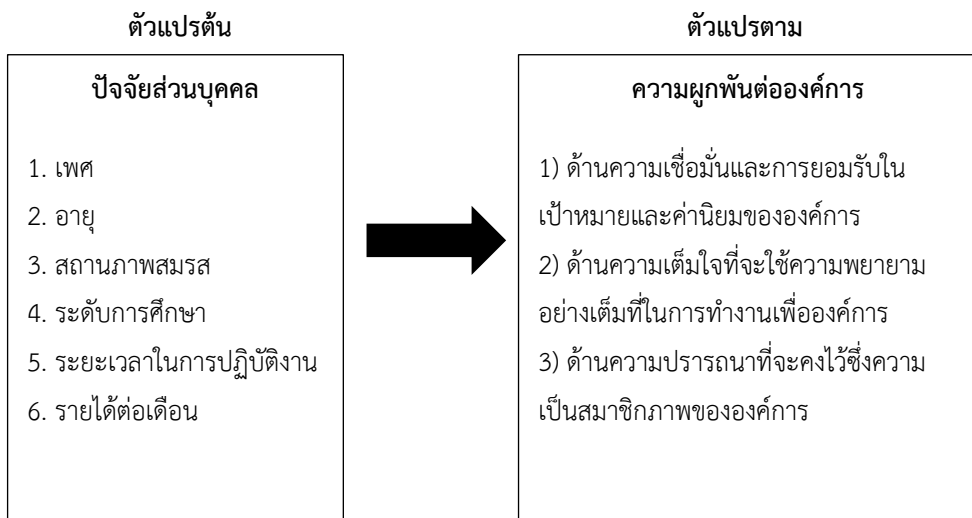 ตัวแปรต้น
ปัจจัยส่วนบุคคล
1. เพศ
2. อายุ
3. สถานภาพสมรส
4. ระดับการศึกษา
5. ระยะเวลาในการปฏิบัติงาน
6. รายได้ต่อเดือน
ตัวแปรตาม
ความผูกพันต่อองค์การ
1) ด้านความเชื่อมั่นและการยอมรับใน
เป้าหมายและค่านิยมขององค์การ
2) ด้านความเต็มใจที่จะใช้ความพยายาม
อย่างเต็มที่ในการทำงานเพื่อองค์การ
3) ด้านความปรารถนาที่จะคงไว้ซึ่งความ
เป็นสมาชิกภาพขององค์การ